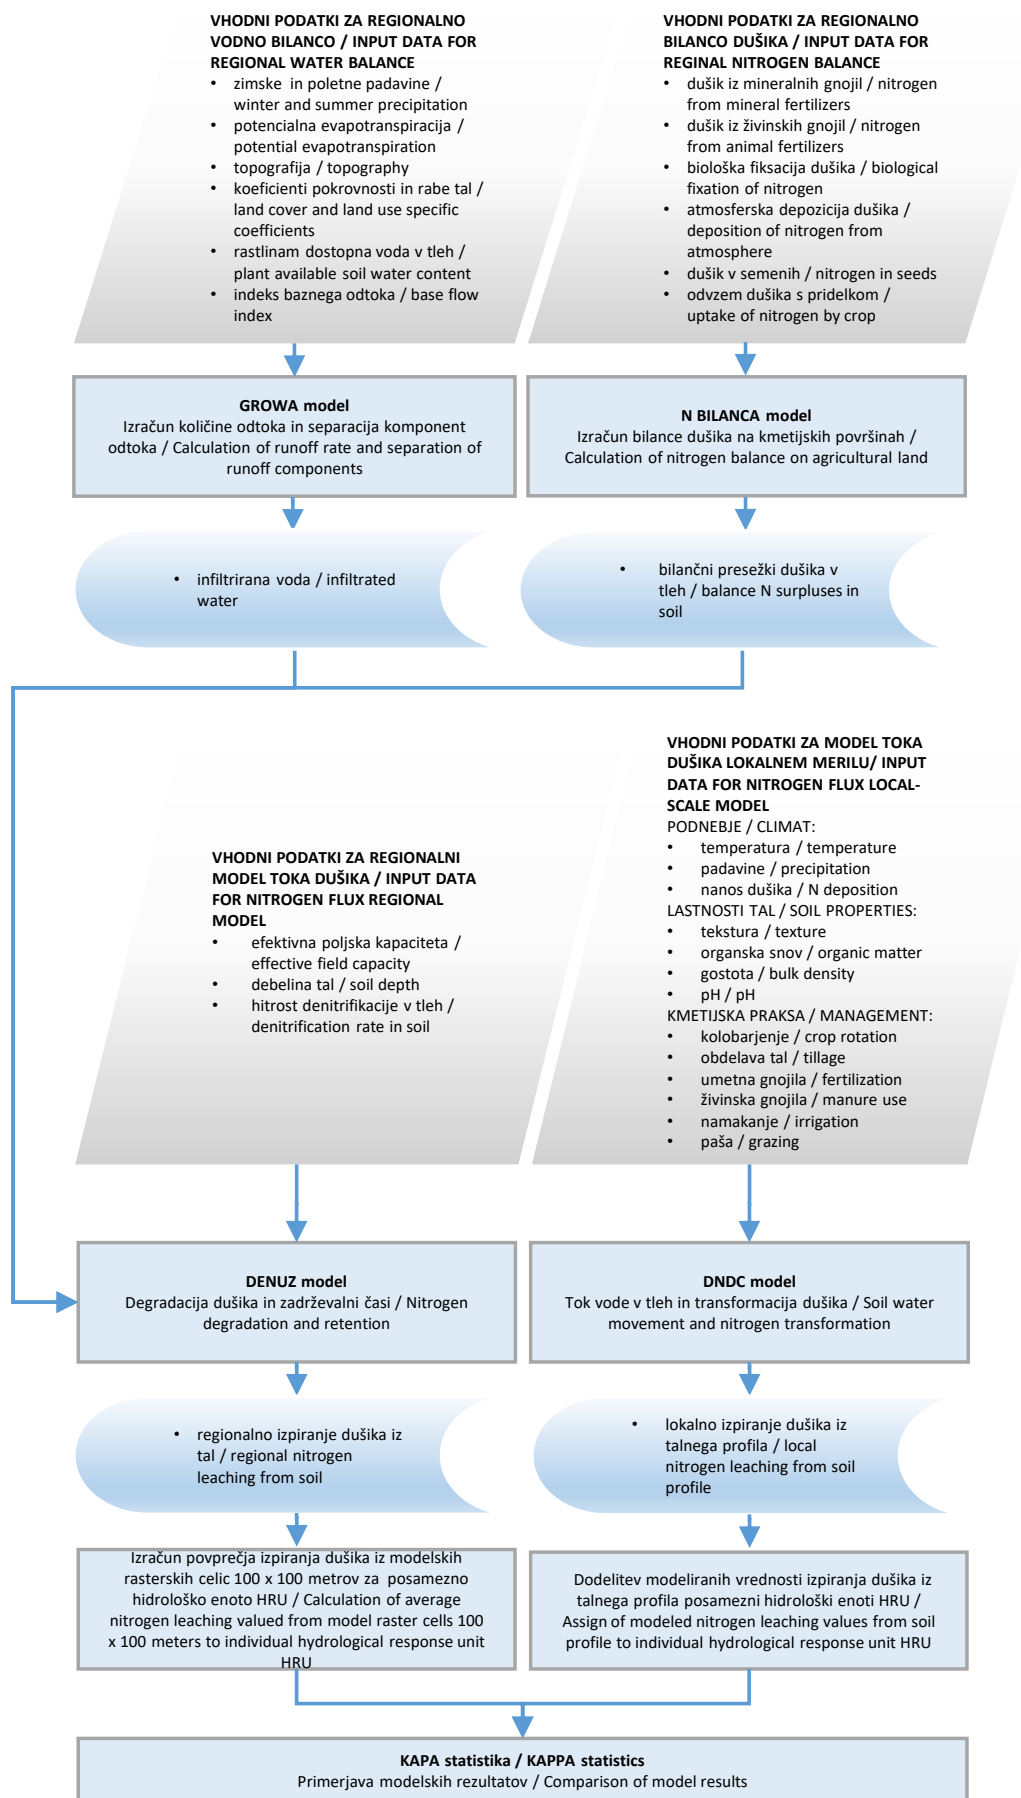 VHODNI PODATKI ZA REGIONALNO
VODNO BILANCO / INPUT DATA FOR
REGIONAL WATER BALANCE
• zimske in poletne padavine /
winter and summer precipitation
• potencialna evapotranspiracija /
potential evapotranspiration
• topografija / topography
• koeficienti pokrovnosti in rabe tal /
land cover and land use specific
coefficients
• rastlinam dostopna voda v tleh /
plant available soil water content
• indeks baznega odtoka / base flow
index
VHODNI PODATKI ZA REGIONALNO
BILANCO DUŠIKA / INPUT DATA FOR
REGINAL NITROGEN BALANCE
• dušik iz mineralnih gnojil / nitrogen
from mineral fertilizers
• dušik iz živinskih gnojil / nitrogen
from animal fertilizers
• biološka fiksacija dušika / biological
fixation of nitrogen
• atmosferska depozicija dušika /
deposition of nitrogen from
atmosphere
• dušik v semenih / nitrogen in seeds
• odvzem dušika s pridelkom /
uptake of nitrogen by crop
GROWA model
Izračun količine odtoka in separacija komponent
odtoka / Calculation of runoff rate and separation of
runoff components
N BILANCA model
Izračun bilance dušika na kmetijskih površinah /
Calculation of nitrogen balance on agricultural land
• infiltrirana voda / infiltrated
water
• bilančni presežki dušika v
tleh / balance N surpluses in
soil
VHODNI PODATKI ZA REGIONALNI
MODEL TOKA DUŠIKA / INPUT DATA
FOR NITROGEN FLUX REGIONAL
MODEL
• efektivna poljska kapaciteta /
effective field capacity
• debelina tal / soil depth
• hitrost denitrifikacije v tleh /
denitrification rate in soil
VHODNI PODATKI ZA MODEL TOKA
DUŠIKA LOKALNEM MERILU/ INPUT
DATA FOR NITROGEN FLUX LOCAL-
SCALE MODEL
PODNEBJE / CLIMAT:
• temperatura / temperature
• padavine / precipitation
• nanos dušika / N deposition
LASTNOSTI TAL / SOIL PROPERTIES:
• tekstura / texture
• organska snov / organic matter
• gostota / bulk density
• pH / pH
KMETIJSKA PRAKSA / MANAGEMENT:
• kolobarjenje / crop rotation
• obdelava tal / tillage
• umetna gnojila / fertilization
• živinska gnojila / manure use
• namakanje / irrigation
• paša / grazing
DENUZ model
Degradacija dušika in zadrževalni časi / Nitrogen
degradation and retention
DNDC model
Tok vode v tleh in transformacija dušika / Soil water
movement and nitrogen transformation
• regionalno izpiranje dušika iz
tal / regional nitrogen
leaching from soil
• lokalno izpiranje dušika iz
talnega profila / local
nitrogen leaching from soil
profile
Izračun povprečja izpiranja dušika iz modelskih
rasterskih celic 100 x 100 metrov za posamezno
hidrološko enoto HRU / Calculation of average
nitrogen leaching valued from model raster cells 100
x 100 meters to individual hydrological response unit
HRU
Dodelitev modeliranih vrednosti izpiranja dušika iz
talnega profila posamezni hidrološki enoti HRU /
Assign of modeled nitrogen leaching values from soil
profile to individual hydrological response unit HRU
KAPA statistika / KAPPA statistics
Primerjava modelskih rezultatov / Comparison of model results